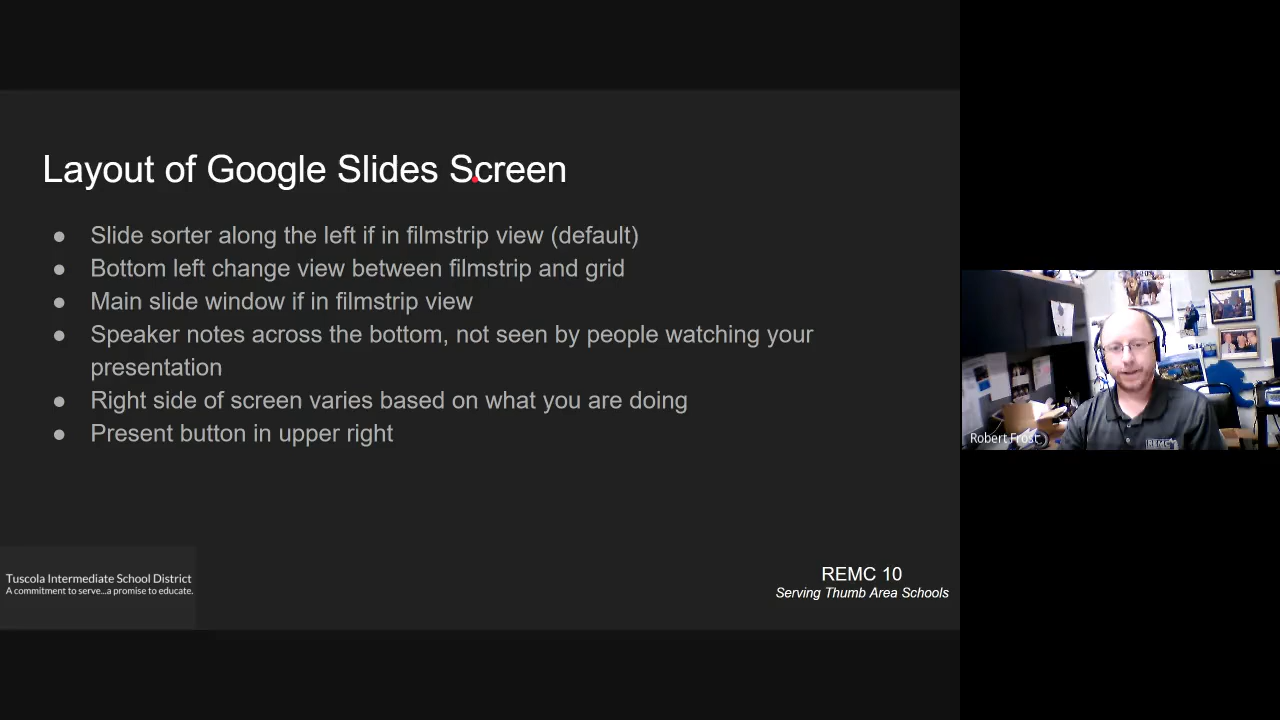 Layout of Google Slides Screen
● Slide sorter along the left if in filmstrip view (default)
● Bottom left change view between filmstrip and grid
● Main slide window if in filmstrip view
● Speaker notes across the bottom, not seen by people watching your
presentation
● Right side of screen varies based on what you are doing
● Present button in upper right
Tuscola Intermediate School District
A commitment to serve...a promise to educate.
REMC 10
Serving Thumb Area Schools
Robert Frost
REMC